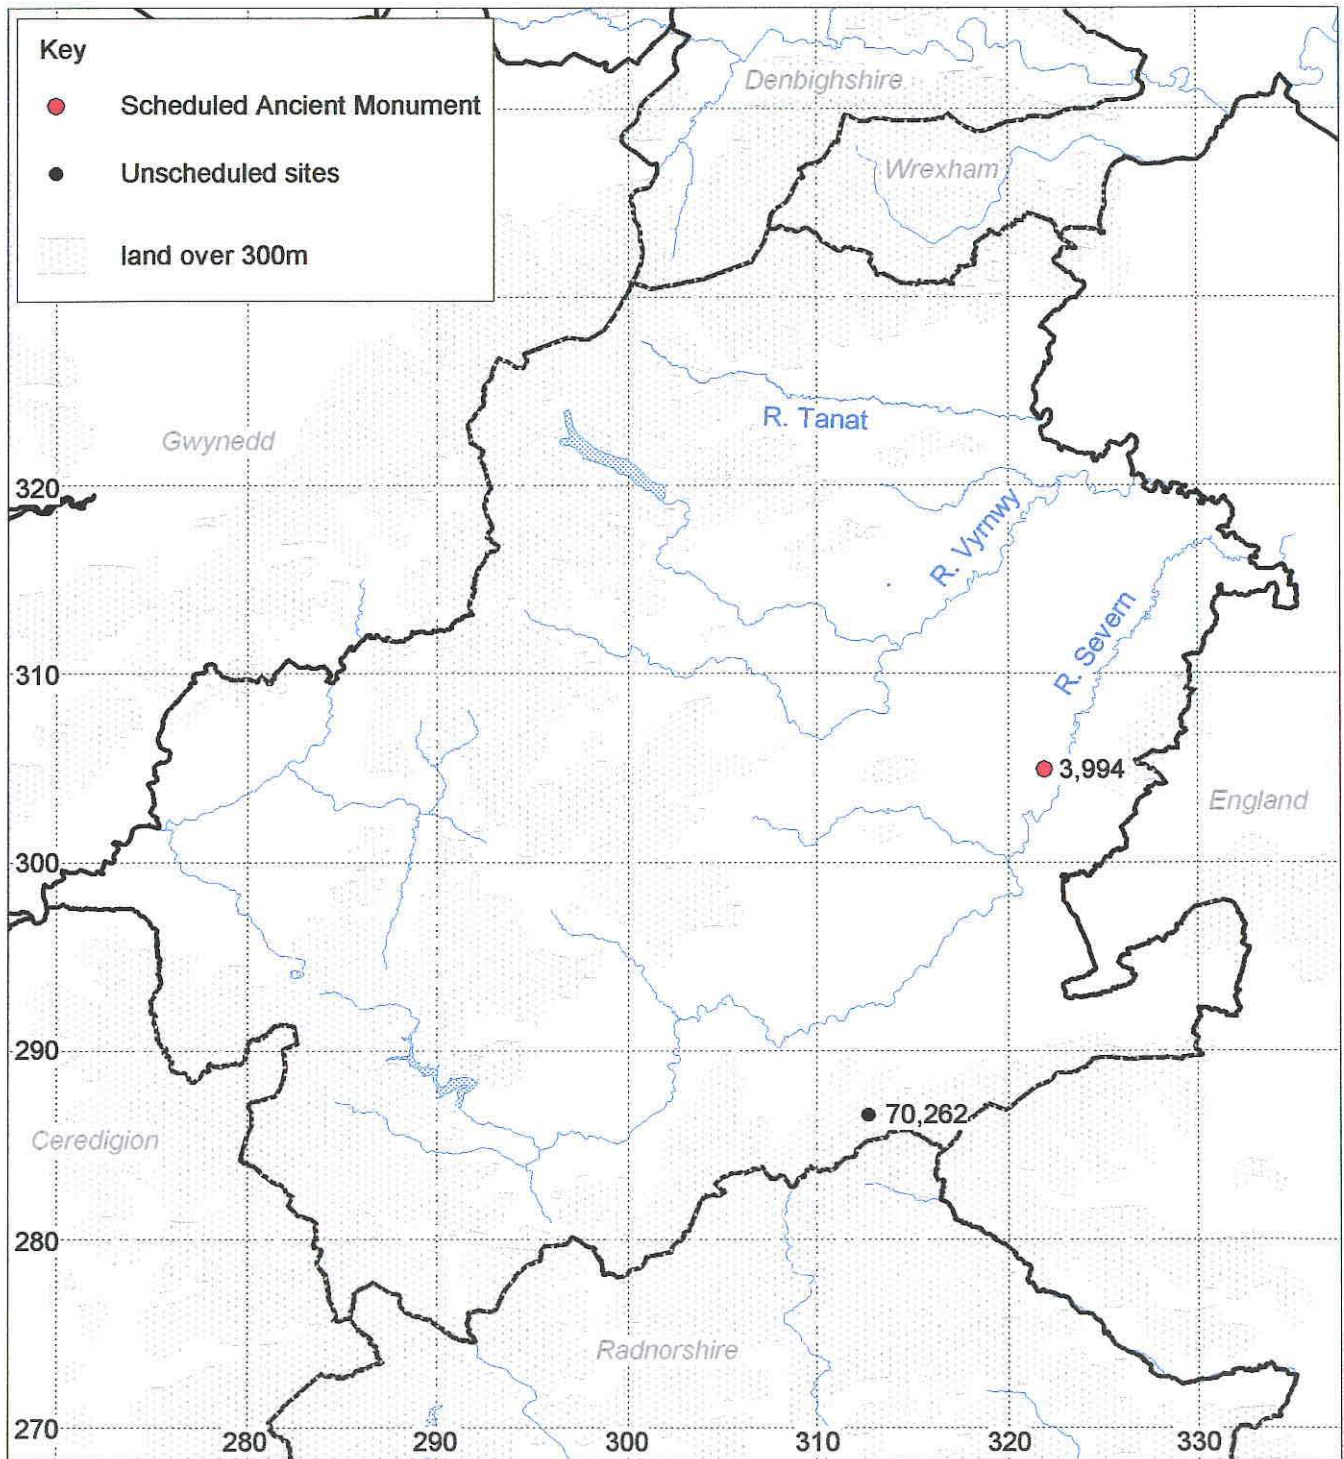 Key
Scheduled Ancient Monument
Unscheduled sites
land over 300m
Denbighshire
Wrexham
R. Tanat
Gwynedd
320
R. Vyrnwy
R. Severn
310
3,994
England
300
290
70,262
Ceredigion
280
Radnorshire
270
280
290
300
310
320
330